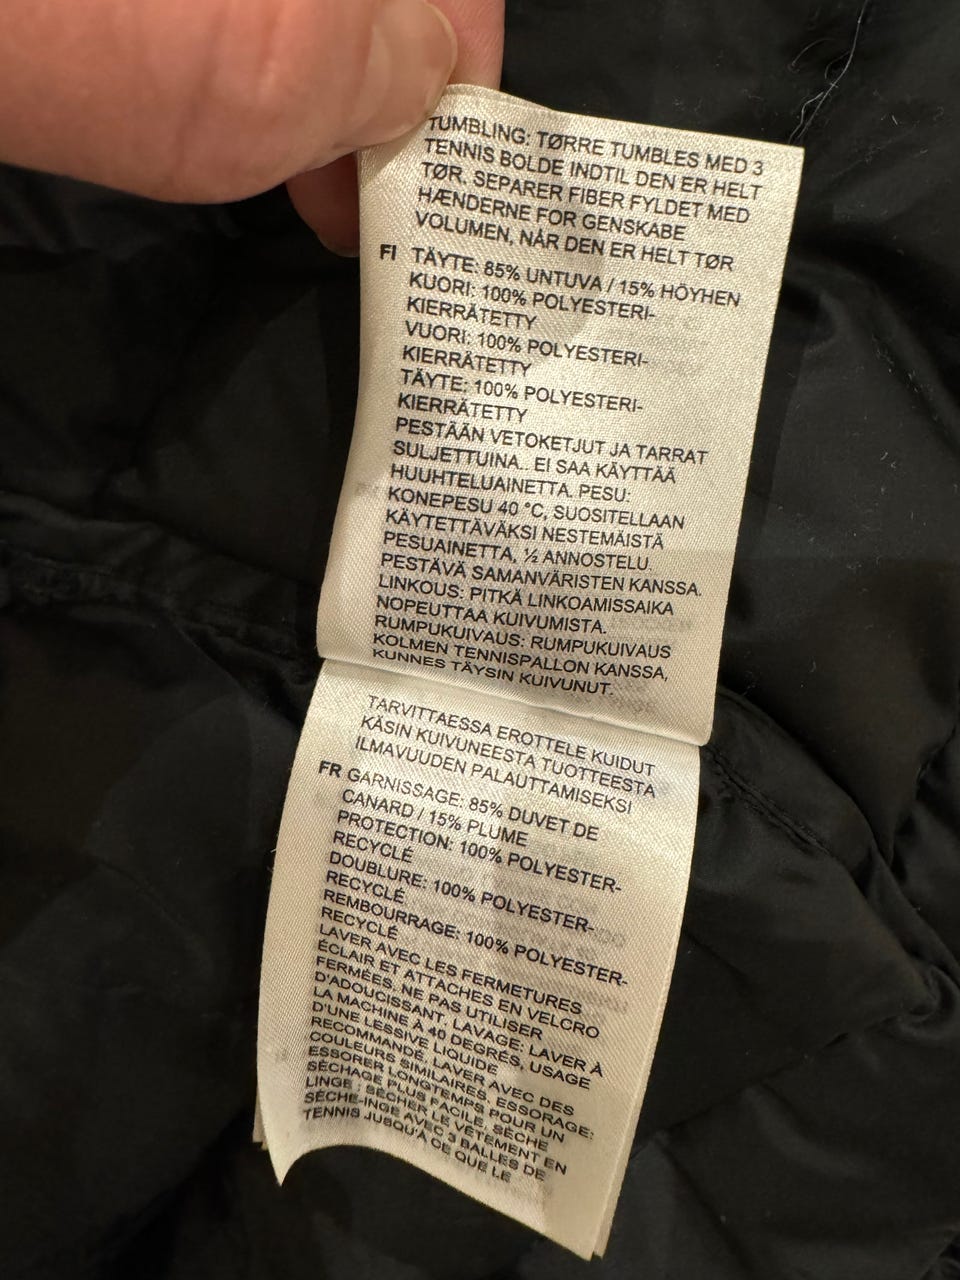 TUMBLING: TØRRE TUMBLES MED 3
TENNIS BOLDE INDTIL DEN ER HELT
TØR. SEPARER FIBER FYLDET MED
HÆNDERNE FOR GENSKABE
VOLUMEN, NÅR DEN ER HELT TØR
FI TÄYTE: 85% UNTUVA / 15% HÖYHEN
KUORI: 100% POLYESTERI-
KIERRÄTETTY
VUORI: 100% POLYESTERI-
KIERRÄTETTY
TÄYTE: 100% POLYESTERI-
KIERRÄTETTY
PESTÄÄN VETOKETJUT JA TARRAT
SULJETTUINA.. EI SAA KÄYTTÄÄ
HUUHTELUAINETTA. PESU:
KONEPESU 40 °C, SUOSITELLAAN
KÄYTETTÄVÄKSI NESTEMÄISTÄ
PESUAINETTA, ½ ANNOSTELU.
PESTÄVÄ SAMANVÄRISTEN KANSSA.
LINKOUS: PITKÄ LINKOAMISSAIKA
NOPEUTTAA KUIVUMISTA.
RUMPUKUIVAUS: RUMPUKUIVAUS
KOLMEN TENNISPALLON KANSSA,
KUNNES TÄYSIN KUIVUNUT.
TARVITTAESSA EROTTELE KUIDUT
KÄSIN KUIVUNEESTA TUOTTEESTA
ILMAVUUDEN PALAUTTAMISEKSI
FR GARNISSAGE: 85% DUVET DE
CANARD / 15% PLUME
PROTECTION: 100% POLYESTER-
RECYCLÉ
DOUBLURE: 100% POLYESTER-
RECYCLÉ
REMBOURRAGE: 100% POLYESTER-
RECYCLÉ
LAVER AVEC LES FERMETURES
ÉCLAIR ET ATTACHES EN VELCRO
FERMÉES. NE PAS UTILISER
D'ADOUCISSANT, LAVAGE: LAVER À
LA MACHINE À 40 DEGRÉS, USAGE
D'UNE LESSIVE LIQUIDE
RECOMMANDÉ. LAVER AVEC DES
COULEURS SIMILAIRES, ESSORAGE:
ESSORER LONGTEMPS POUR UN
SÉCHAGE PLUS FACILE, SÈCHE
LINGE : SÉCHER LE VÊTEMENT EN
SÈCHE-INGE AVEC 3 BALLES DE
TENNIS JUSQU'À CE QUE LE